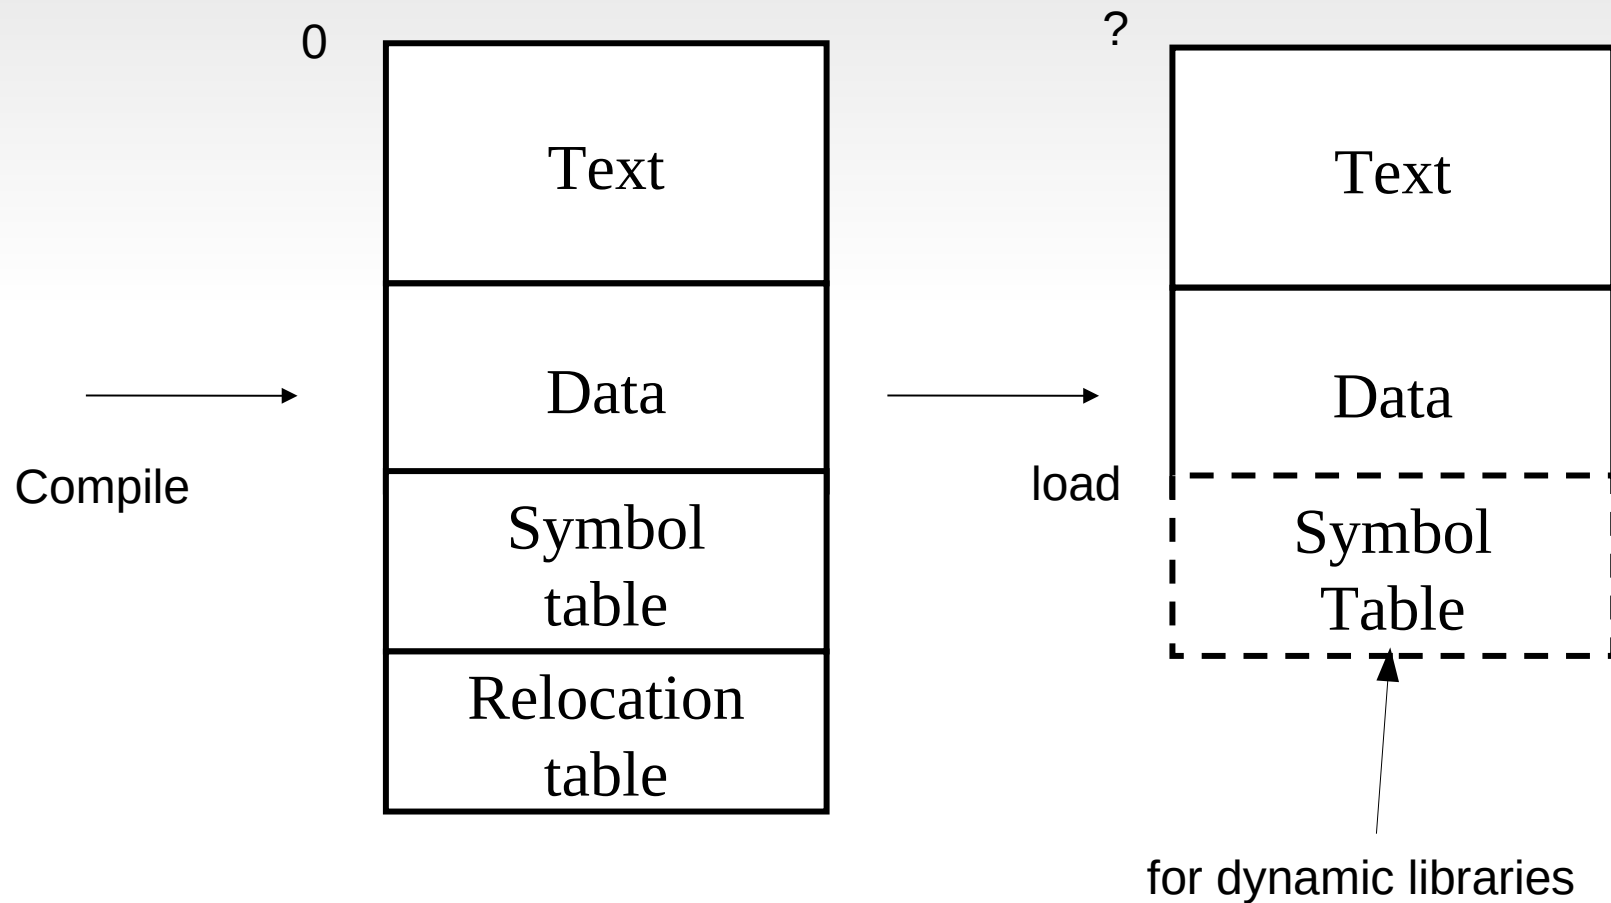 0
Text
Data
Symbol
table
Relocation
table
Compile
load
?
Text
Data
Symbol
Table
for dynamic libraries